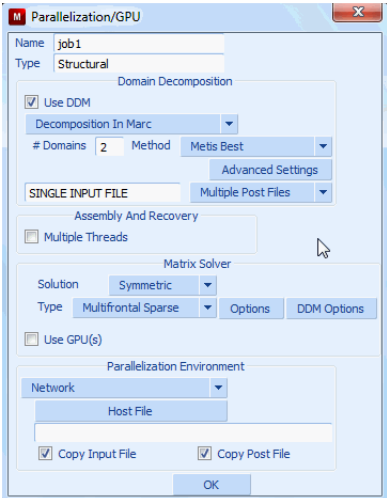 M Parallelization/GPU X
Name job1
Type Structural
Domain Decomposition
Use DDM
Decomposition In Marc
# Domains 2 Method Metis Best
Advanced Settings
SINGLE INPUT FILE Multiple Post Files
Assembly And Recovery
Multiple Threads
Matrix Solver
Solution Symmetric
Type Multifrontal Sparse Options DDM Options
Use GPU(s)
Parallelization Environment
Network
Host File
Copy Input File Copy Post File
OK